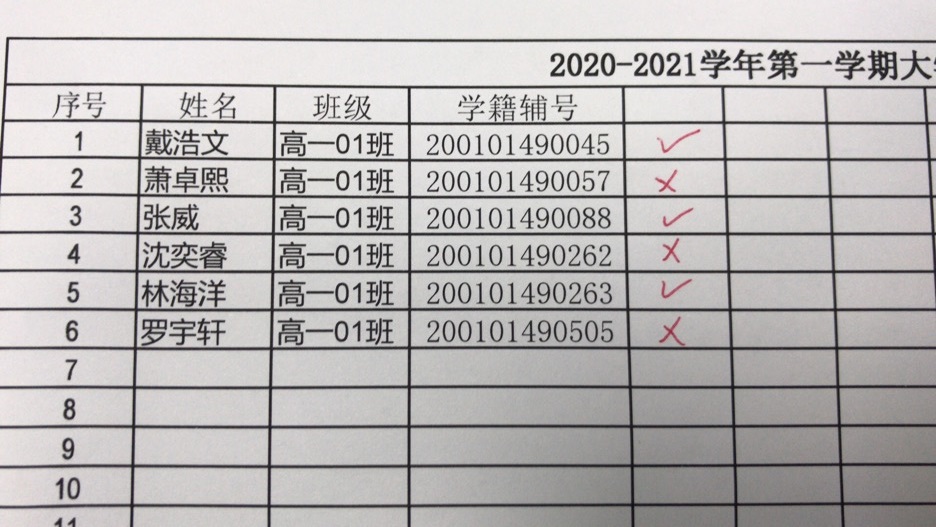 2020-2021学年第一学期大
序号 姓名 班级 学籍辅号
1 戴浩文 高一01班 200101490045 ✓
2 萧卓熙 高一01班 200101490057 ✗
3 张威 高一01班 200101490088 ✓
4 沈奕睿 高一01班 200101490262 ✗
5 林海洋 高一01班 200101490263 ✓
6 罗宇轩 高一01班 200101490505 ✗
7
8
9
10
11